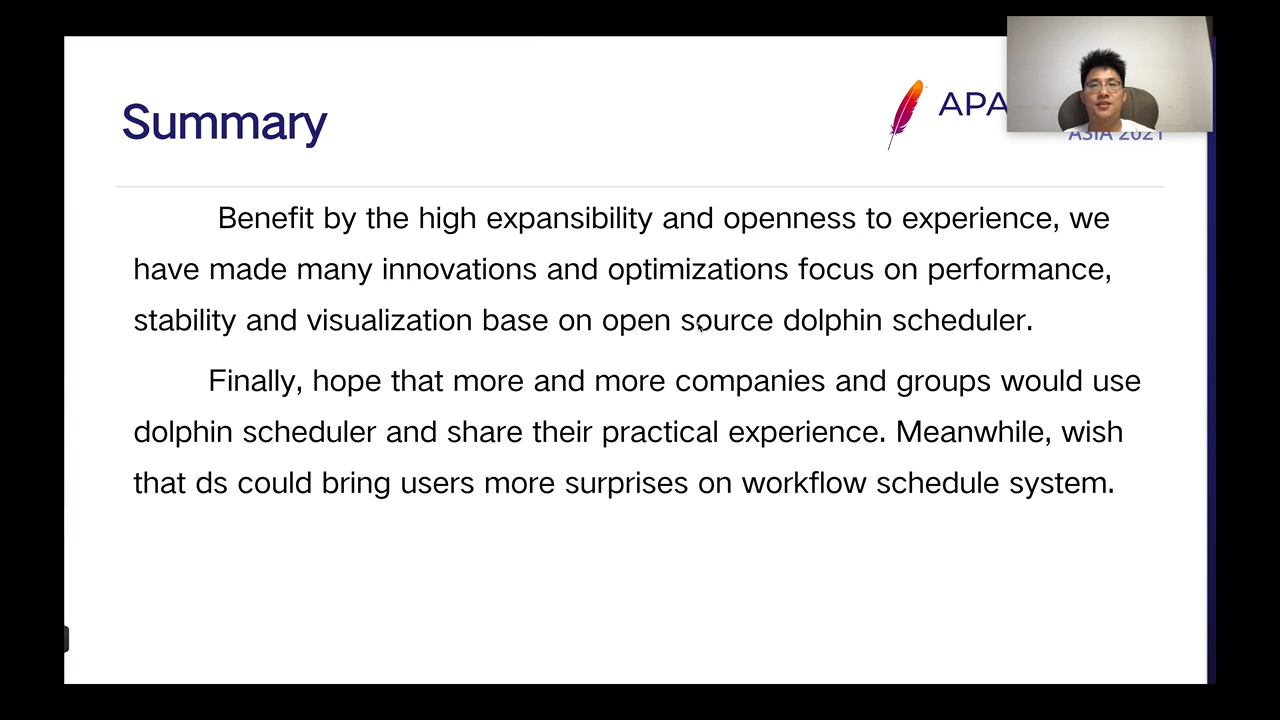 Summary
APA
ASIA 2021
Benefit by the high expansibility and openness to experience, we
have made many innovations and optimizations focus on performance,
stability and visualization base on open source dolphin scheduler.
Finally, hope that more and more companies and groups would use
dolphin scheduler and share their practical experience. Meanwhile, wish
that ds could bring users more surprises on workflow schedule system.